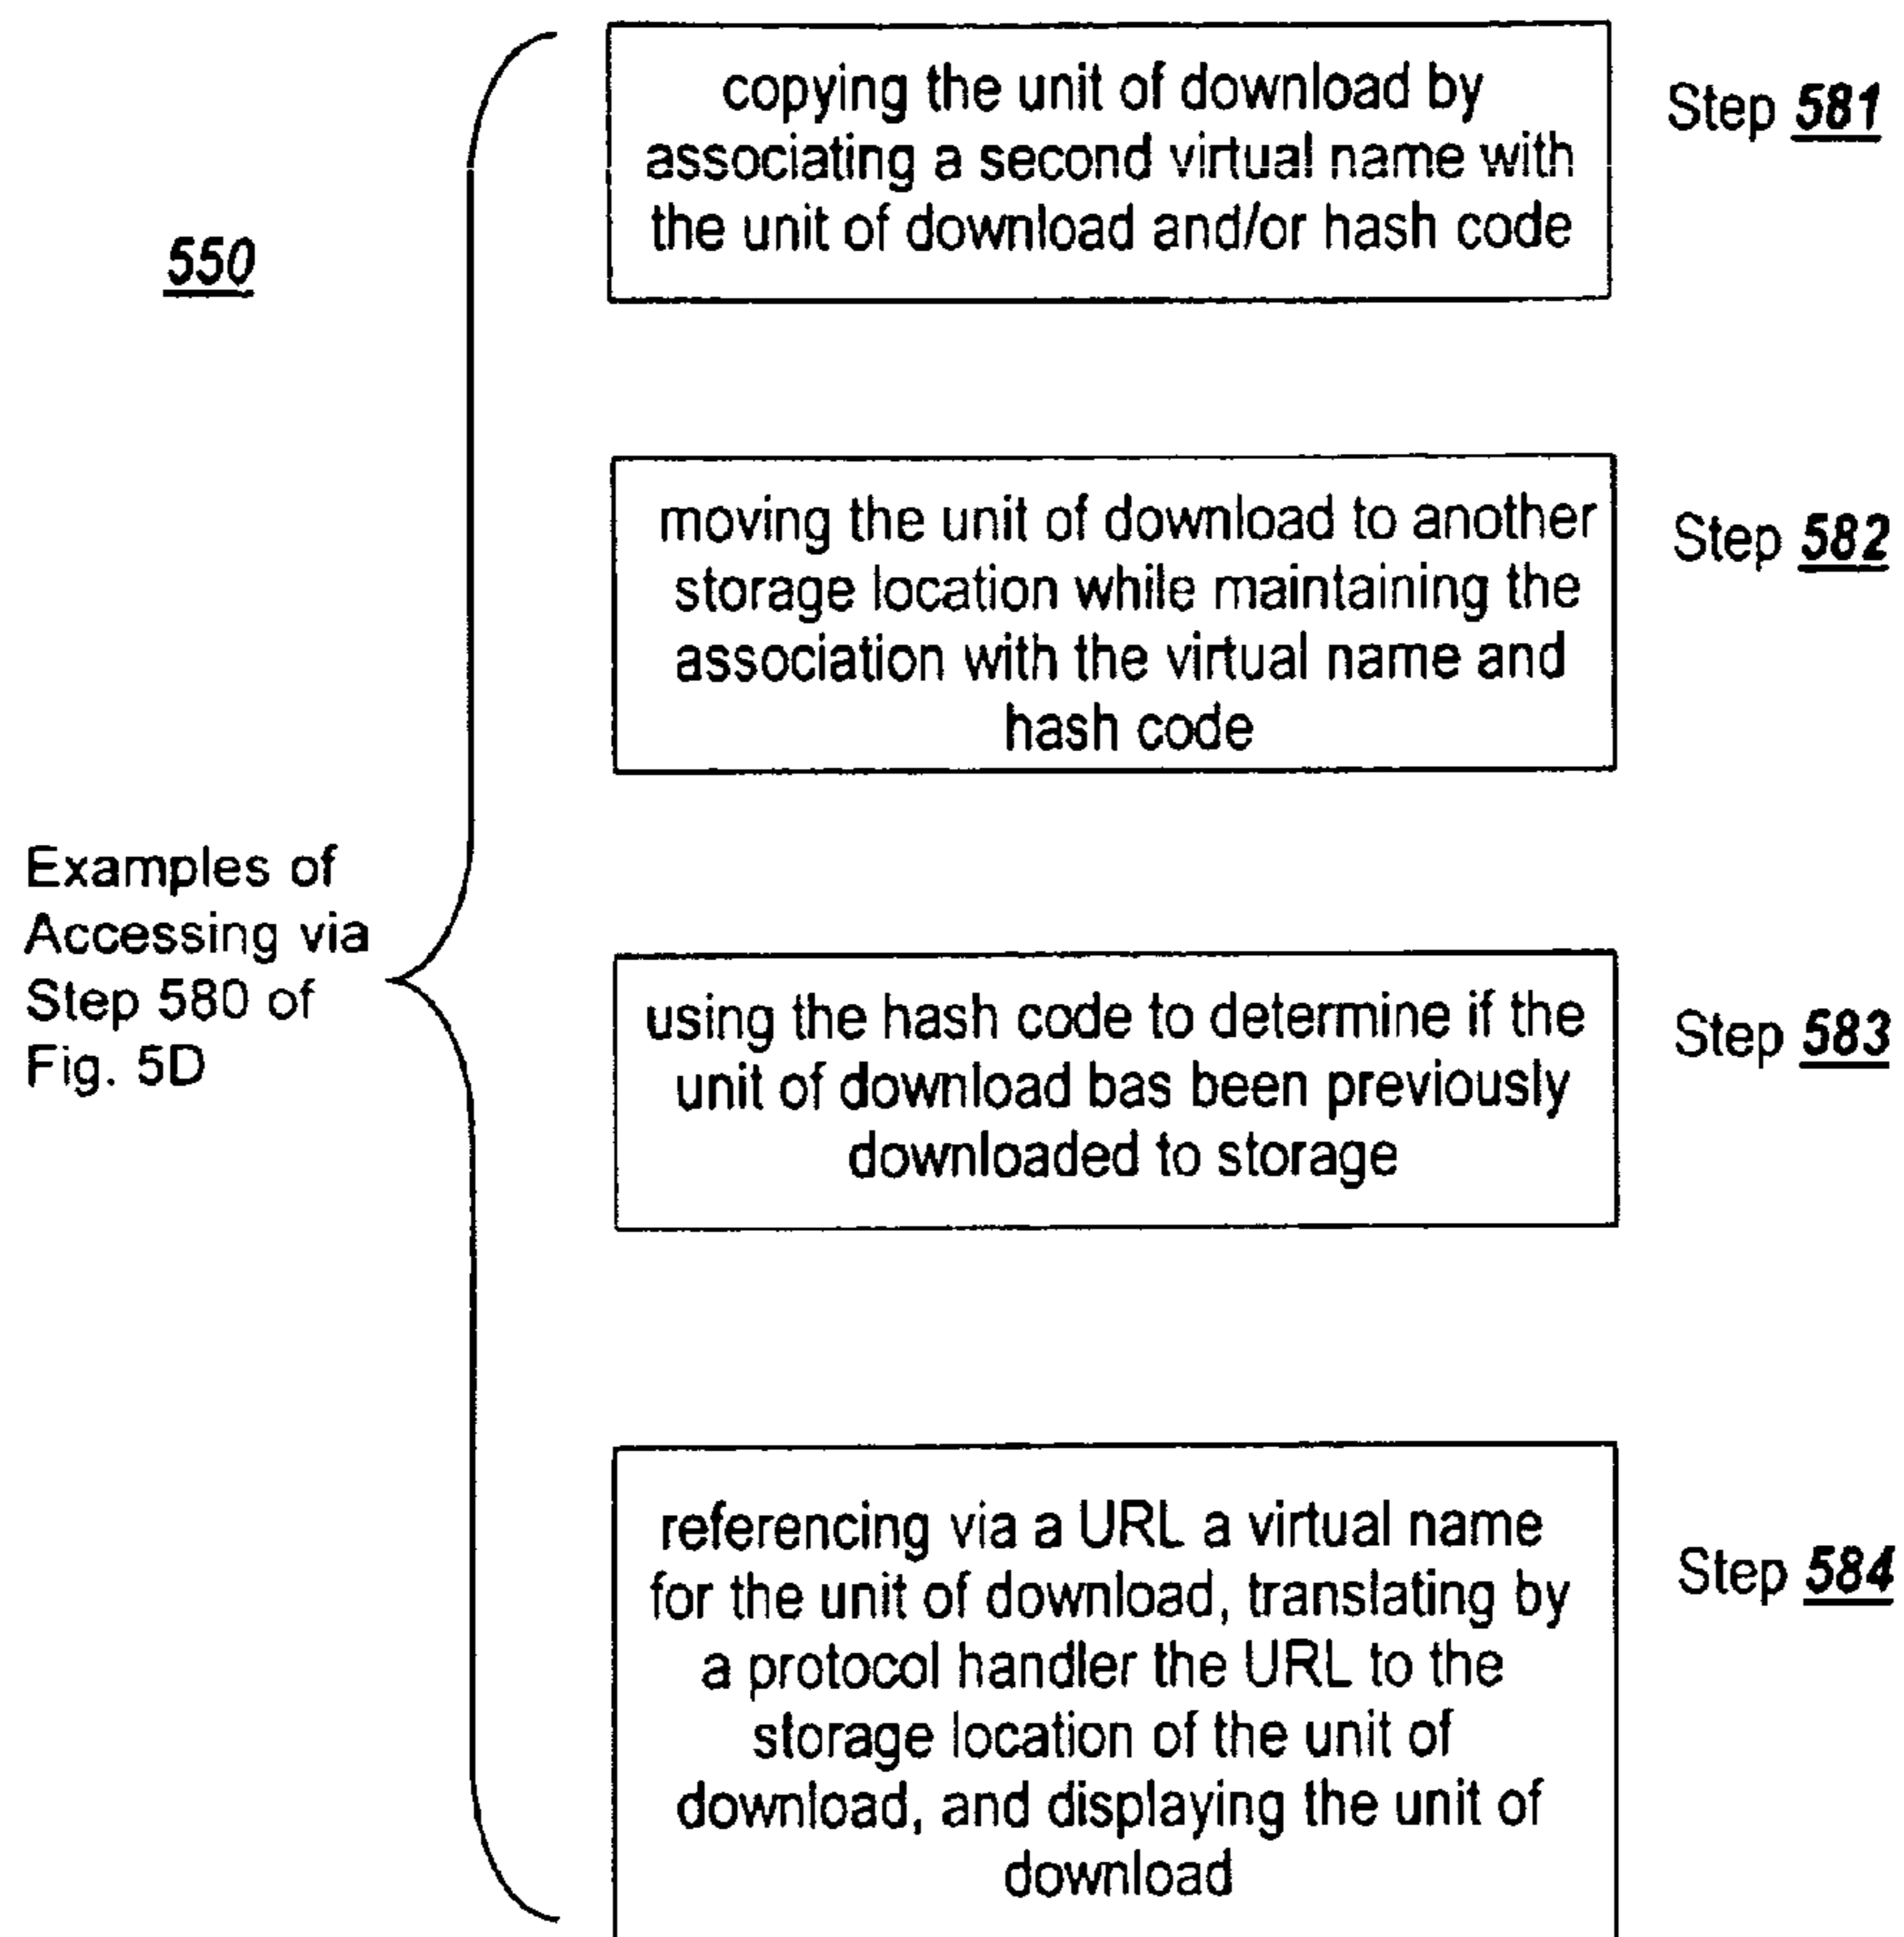 550
Examples of
Accessing via
Step 580 of
Fig. 5D
copying the unit of download by
associating a second virtual name with
the unit of download and/or hash code
Step 581
moving the unit of download to another
storage location while maintaining the
association with the virtual name and
hash code
Step 582
using the hash code to determine if the
unit of download bas been previously
downloaded to storage
Step 583
referencing via a URL a virtual name
for the unit of download, translating by
a protocol handler the URL to the
storage location of the unit of
download, and displaying the unit of
download
Step 584